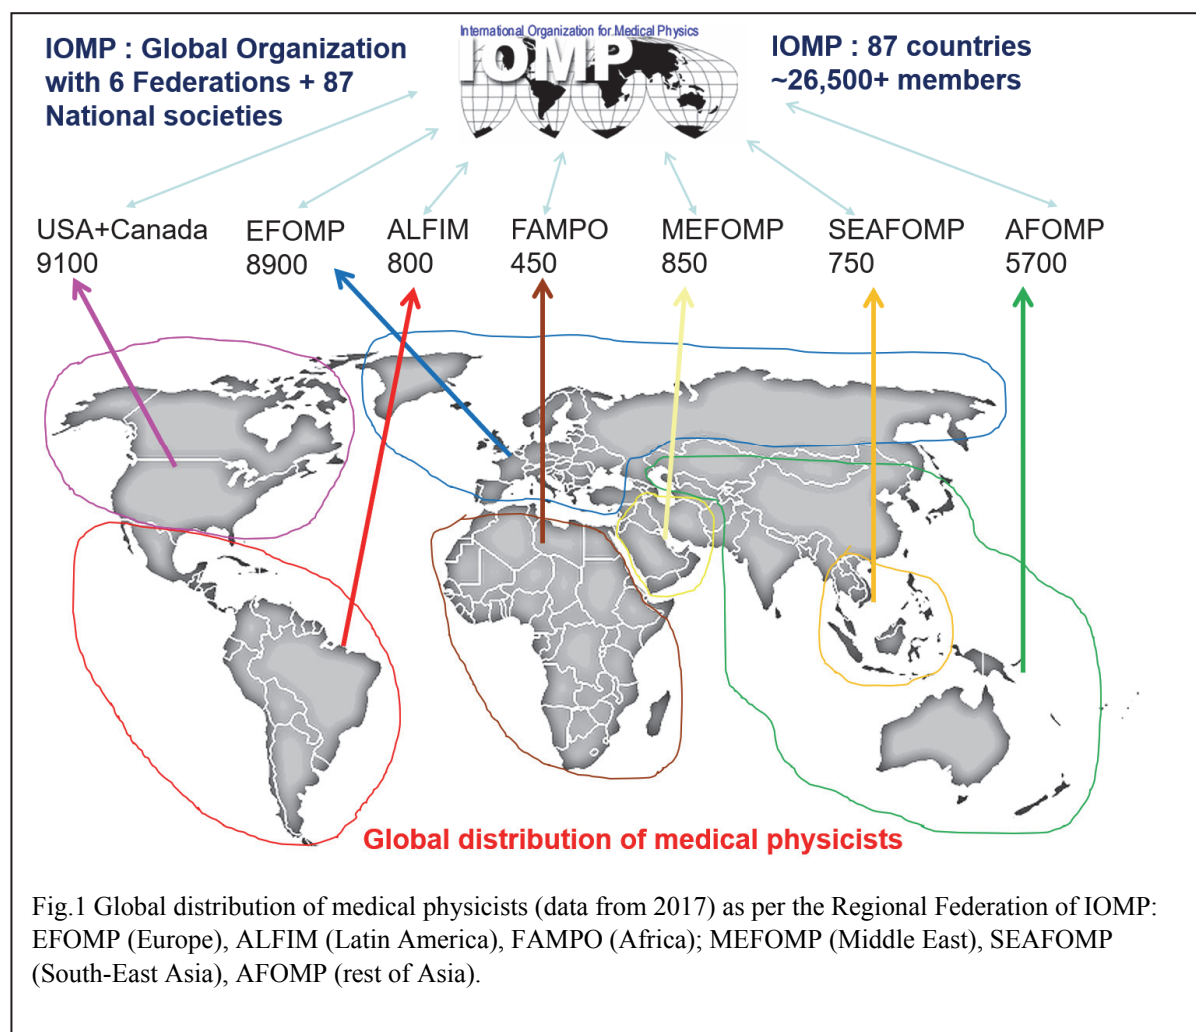 IOMP : Global Organization
with 6 Federations + 87
National societies
International Organization for Medical Physics
IOMP
IOMP : 87 countries
~26,500+ members
USA+Canada
9100
EFOMP
8900
ALFIM
800
FAMPO
450
MEFOMP
850
SEAFOMP
750
AFOMP
5700
Global distribution of medical physicists
Fig.1 Global distribution of medical physicists (data from 2017) as per the Regional Federation of IOMP:
EFOMP (Europe), ALFIM (Latin America), FAMPO (Africa); MEFOMP (Middle East), SEAFOMP
(South-East Asia), AFOMP (rest of Asia).